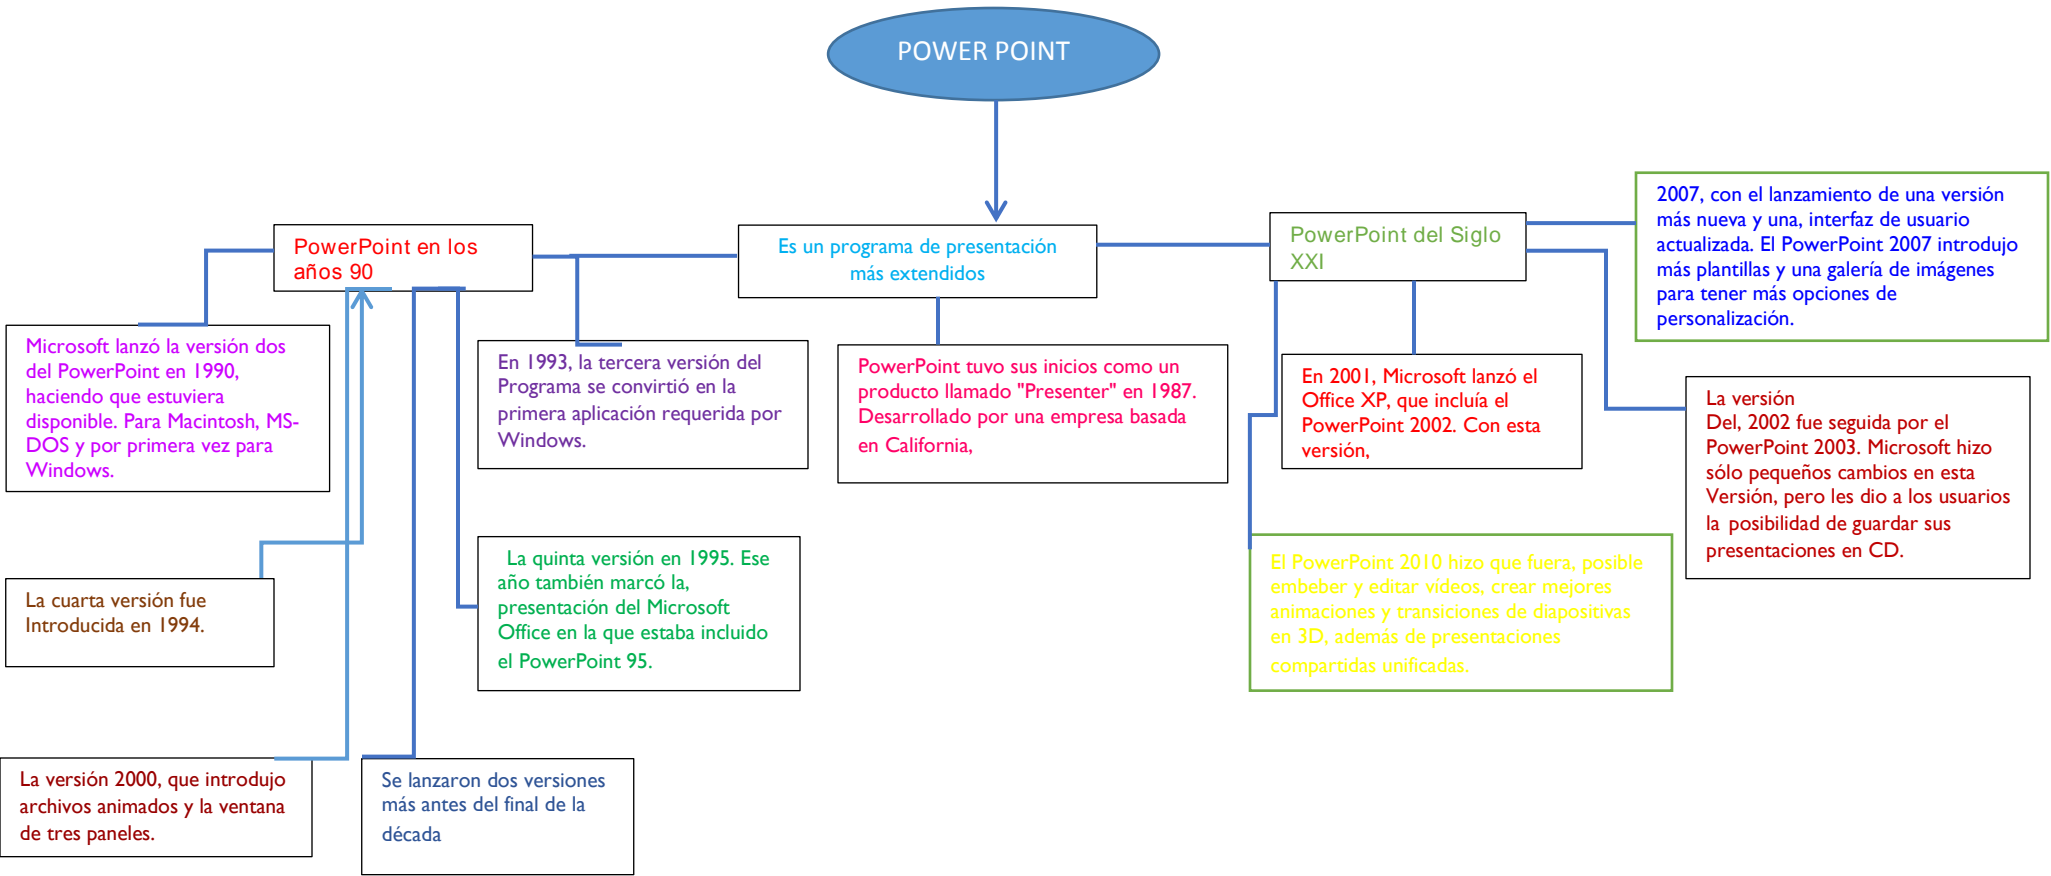 POWER POINT
PowerPoint en los
años 90
Es un programa de presentación
más extendidos
PowerPoint del Siglo
XXI
2007, con el lanzamiento de una versión
más nueva y una, interfaz de usuario
actualizada. El PowerPoint 2007 introdujo
más plantillas y una galería de imágenes
para tener más opciones de
personalización.
Microsoft lanzó la versión dos
del PowerPoint en 1990,
haciendo que estuviera
disponible. Para Macintosh, MS-
DOS y por primera vez para
Windows.
En 1993, la tercera versión del
Programa se convirtió en la
primera aplicación requerida por
Windows.
PowerPoint tuvo sus inicios como un
producto llamado "Presenter" en 1987.
Desarrollado por una empresa basada
en California,
En 2001, Microsoft lanzó el
Office XP, que incluía el
PowerPoint 2002. Con esta
versión,
La versión
Del, 2002 fue seguida por el
PowerPoint 2003. Microsoft hizo
sólo pequeños cambios en esta
Versión, pero les dio a los usuarios
la posibilidad de guardar sus
presentaciones en CD.
La cuarta versión fue
Introducida en 1994.
La quinta versión en 1995. Ese
año también marcó la,
presentación del Microsoft
Office en la que estaba incluido
el PowerPoint 95.
El PowerPoint 2010 hizo que fuera, posible
embeber y editar vídeos, crear mejores
animaciones y transiciones de diapositivas
en 3D, además de presentaciones
compartidas unificadas.
La versión 2000, que introdujo
archivos animados y la ventana
de tres paneles.
Se lanzaron dos versiones
más antes del final de la
década